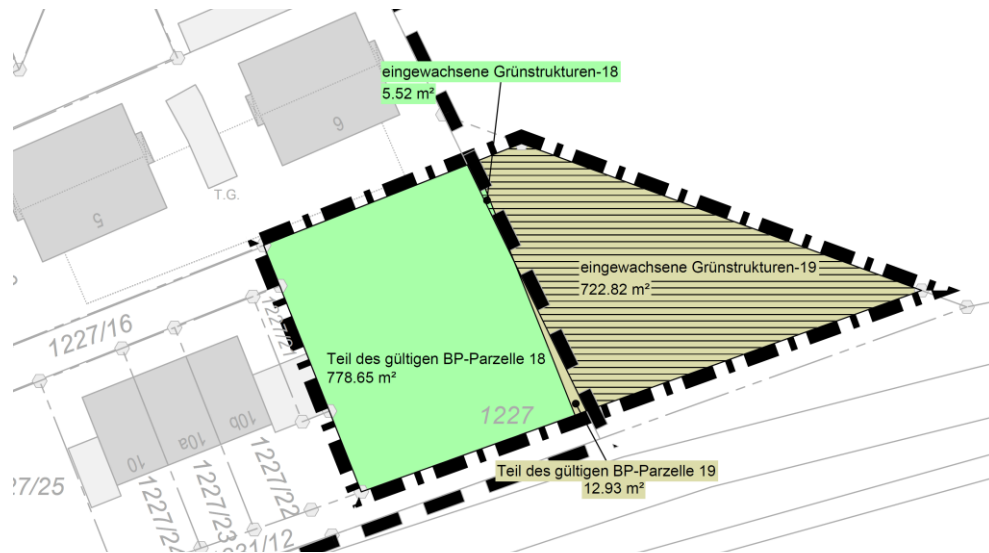 eingewachsene Grünstrukturen-18
5.52 m²
6
5
T.G.
eingewachsene Grünstrukturen-19
722.82 m²
1227/16
1227/21
Teil des gültigen BP-Parzelle 18
778.65 m²
1227
10b
10a
10
Teil des gültigen BP-Parzelle 19
12.93 m²
27/25
1227/22
1227/23
1227/24